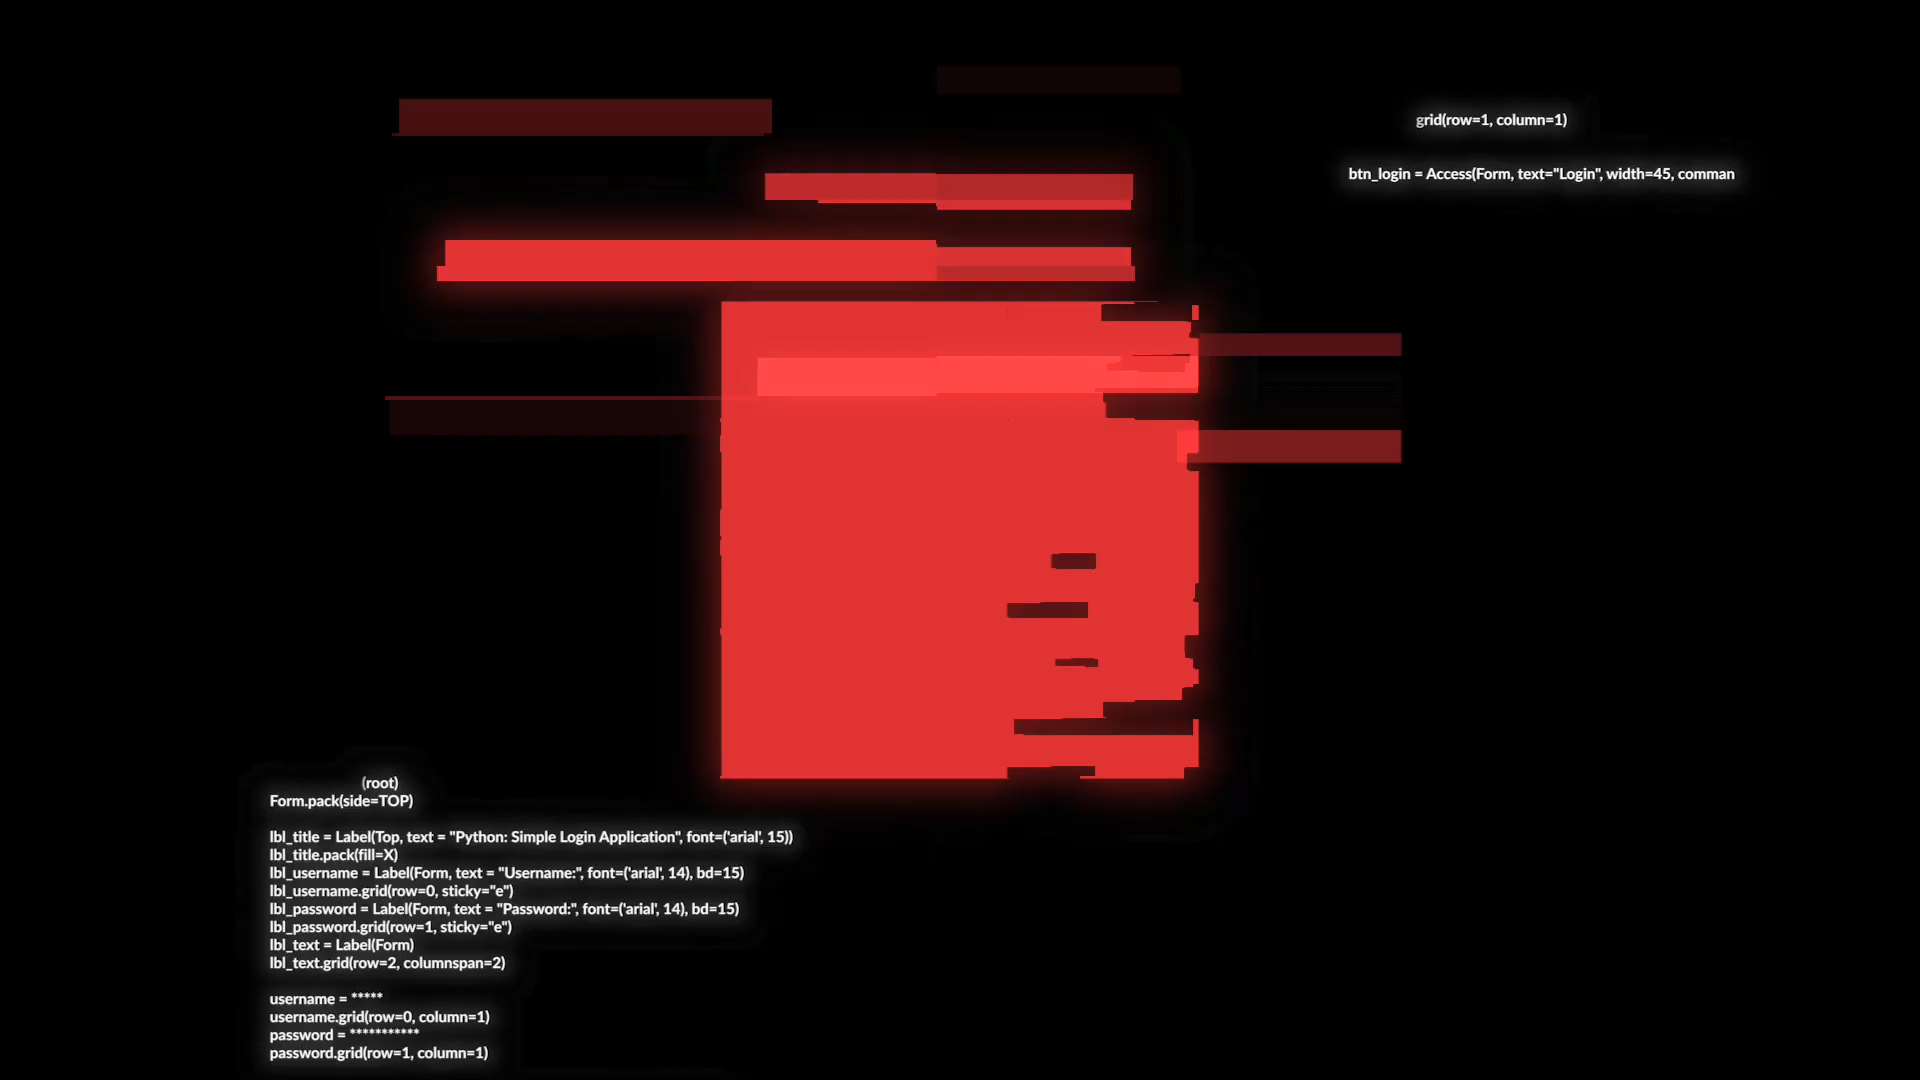 grid(row=1, column=1)
btn_login = Access(Form, text="Login", width=45, comman
(root)
Form.pack(side=TOP)
lbl_title = Label(Top, text = "Python: Simple Login Application", font=('arial', 15))
lbl_title.pack(fill=X)
lbl_username = Label(Form, text = "Username:", font=('arial', 14), bd=15)
lbl_username.grid(row=0, sticky="e")
lbl_password = Label(Form, text = "Password:", font=('arial', 14), bd=15)
lbl_password.grid(row=1, sticky="e")
lbl_text = Label(Form)
lbl_text.grid(row=2, columnspan=2)
username = *****
username.grid(row=0, column=1)
password = ***********
password.grid(row=1, column=1)